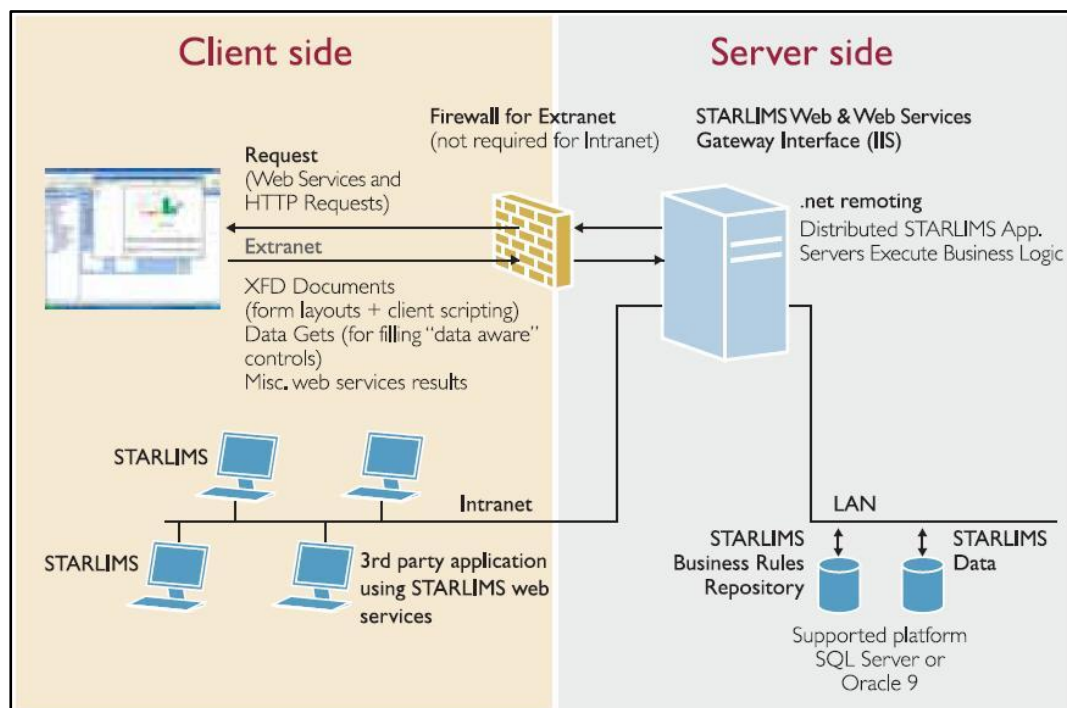 Client side
Server side
Firewall for Extranet
(not required for Intranet)
STARLIMS Web & Web Services
Gateway Interface (IIS)
Request
(Web Services and
HTTP Requests)
.net remoting
Distributed STARLIMS App.
Servers Execute Business Logic
Extranet
XFD Documents
(form layouts + client scripting)
Data Gets (for filling “data aware”
controls)
Misc. web services results
STARLIMS
Intranet
LAN
STARLIMS
3rd party application
using STARLIMS web
services
STARLIMS
Business Rules
Repository
STARLIMS
Data
Supported platform
SQL Server or
Oracle 9